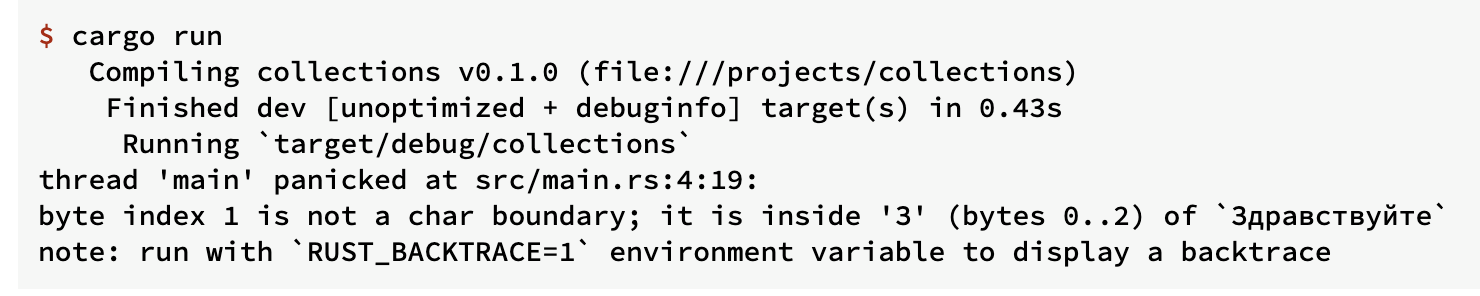 $ cargo run
   Compiling collections v0.1.0 (file:///projects/collections)
    Finished dev [unoptimized + debuginfo] target(s) in 0.43s
     Running `target/debug/collections`
thread 'main' panicked at src/main.rs:4:19:
byte index 1 is not a char boundary; it is inside 'З' (bytes 0..2) of `Здравствуйте`
note: run with `RUST_BACKTRACE=1` environment variable to display a backtrace